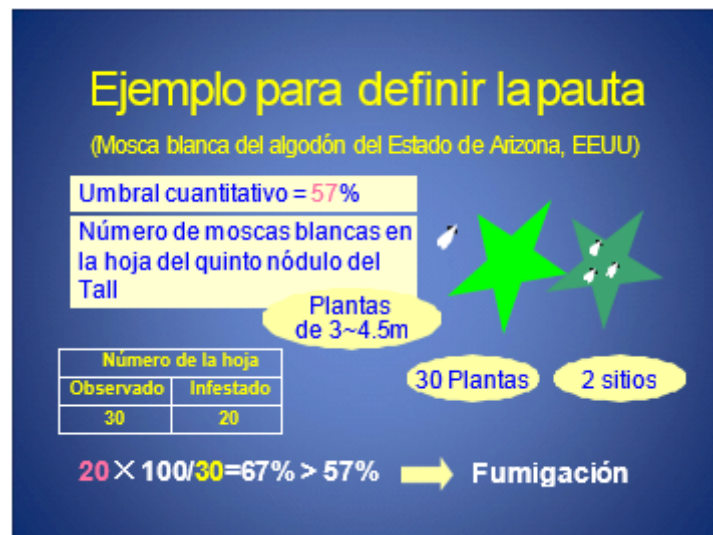 Ejemplo para definir la pauta
(Mosca blanca del algodón del Estado de Arizona, EEUU)
Umbral cuantitativo = 57%
Número de moscas blancas en
la hoja del quinto nódulo del
Tall
Plantas
de 3~4.5m
30 Plantas
2 sitios
Número de la hoja
Observado Infestado
30 20
20×100/30=67% > 57%
Fumigación